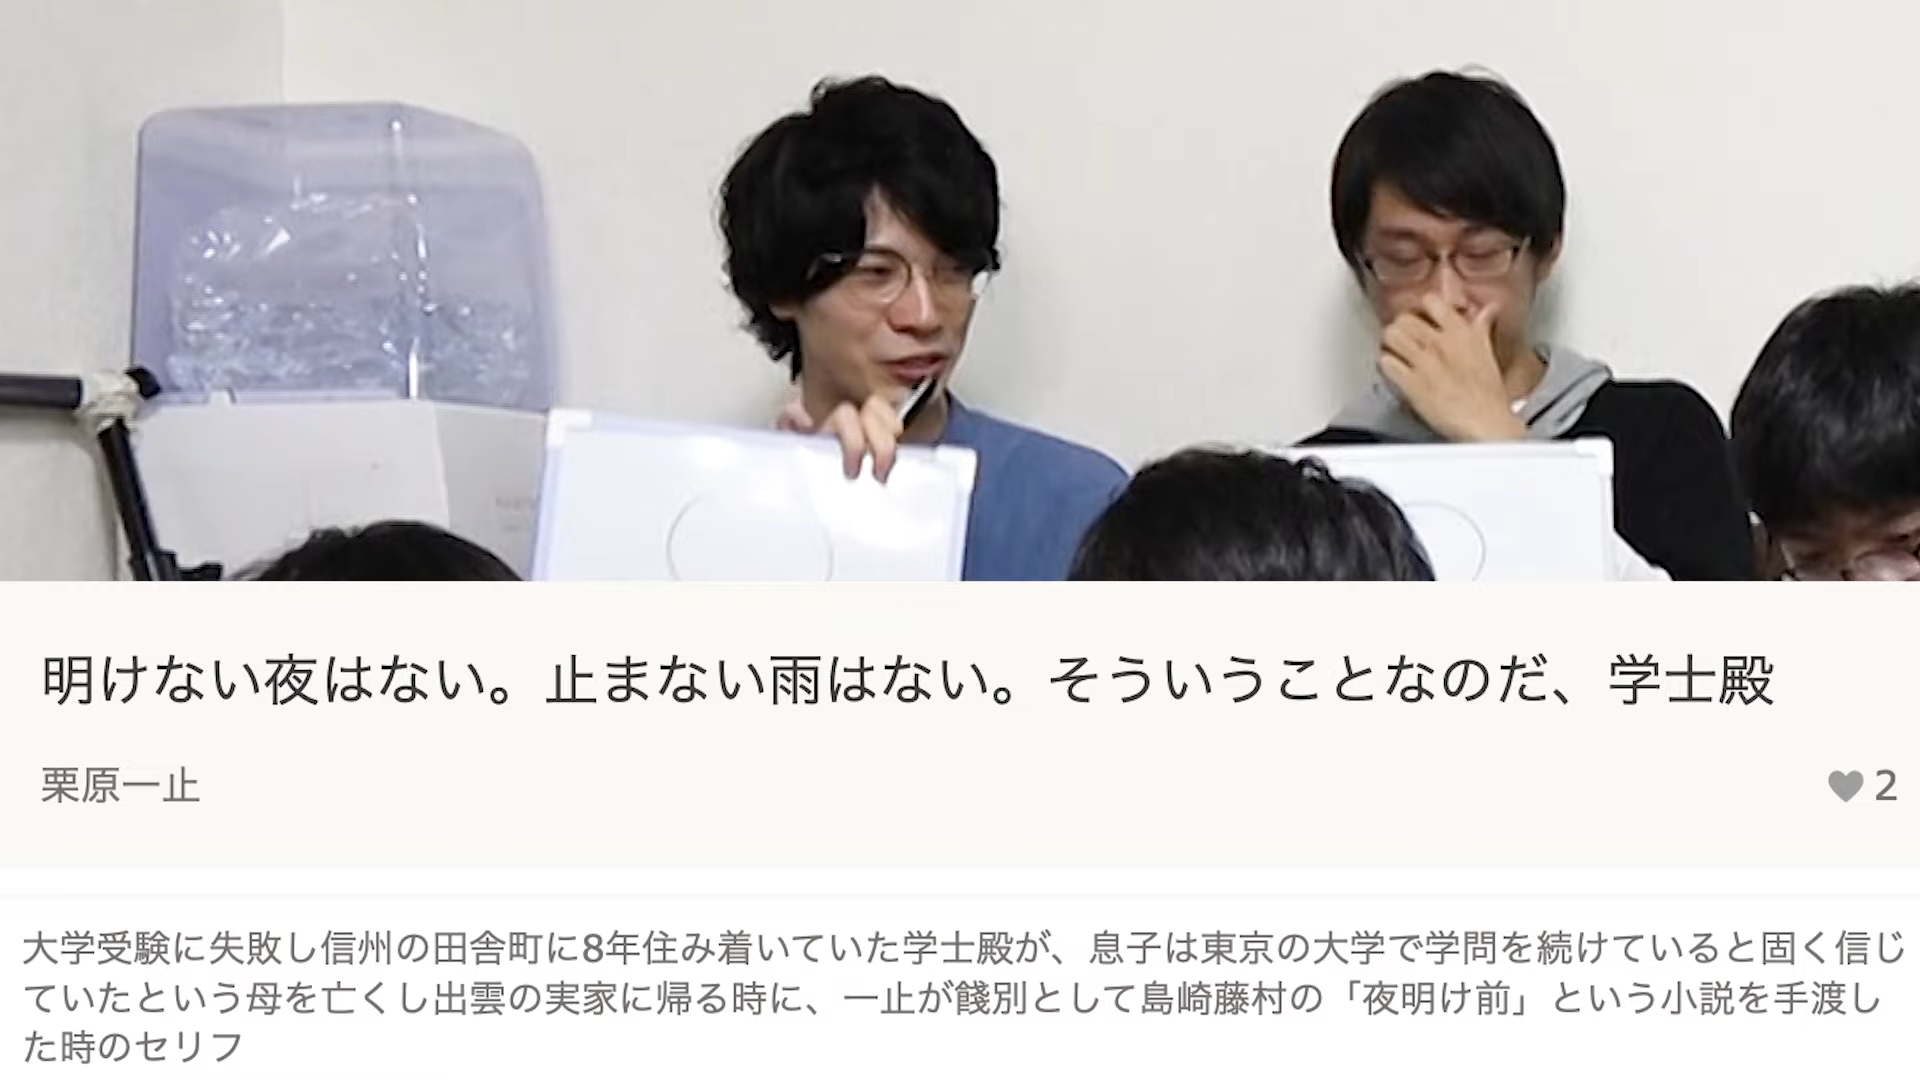 明けない夜はない。止まない雨はない。そういうことなのだ、学士殿
栗原一止
2
大学受験に失敗し信州の田舎町に8年住み着いていた学士殿が、息子は東京の大学で学問を続けていると固く信じ
ていたという母を亡くし出雲の実家に帰る時に、一止が餞別として島崎藤村の「夜明け前」という小説を手渡し
た時のセリフ